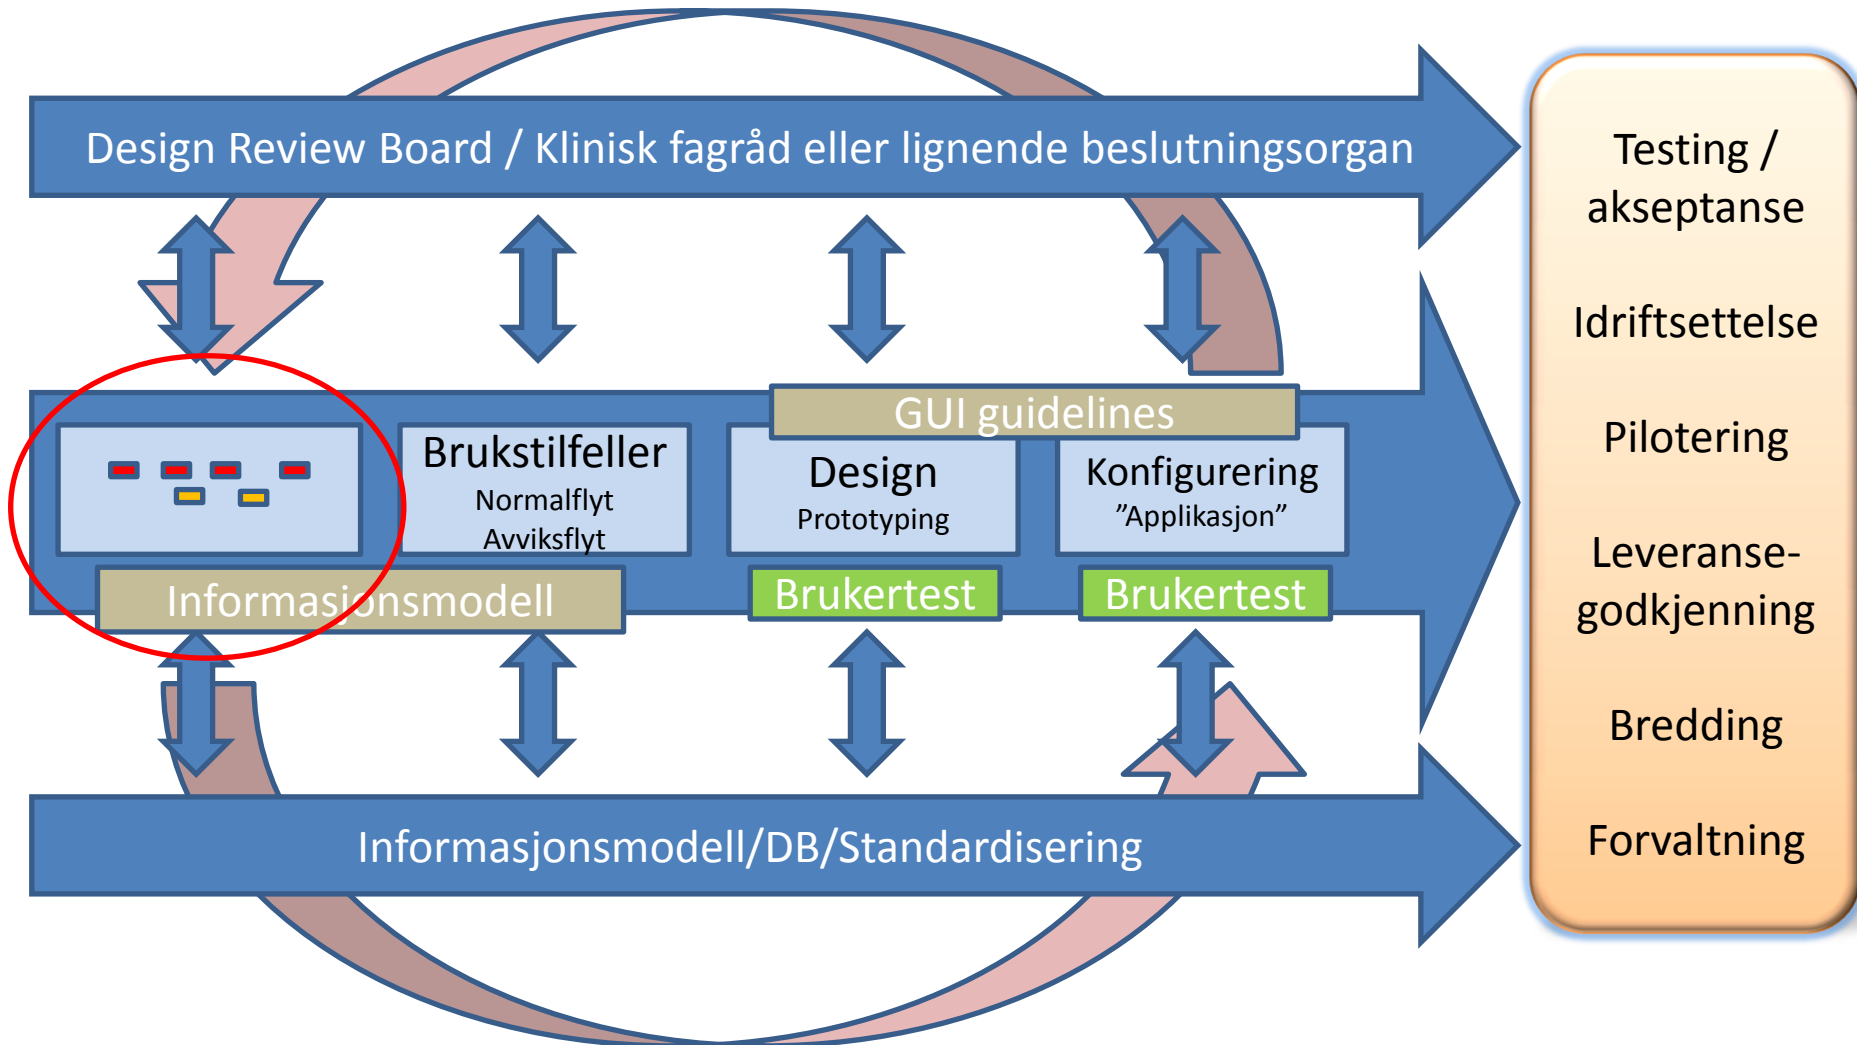 Design Review Board / Klinisk fagråd eller lignende beslutningsorgan
GUI guidelines
Brukstilfeller
Normalflyt
Avviksflyt
Design
Prototyping
Konfigurering
”Applikasjon”
Informasjonsmodell
Brukertest
Brukertest
Informasjonsmodell/DB/Standardisering
Testing /
akseptanse
Idriftsettelse
Pilotering
Leveranse-
godkjenning
Bredding
Forvaltning